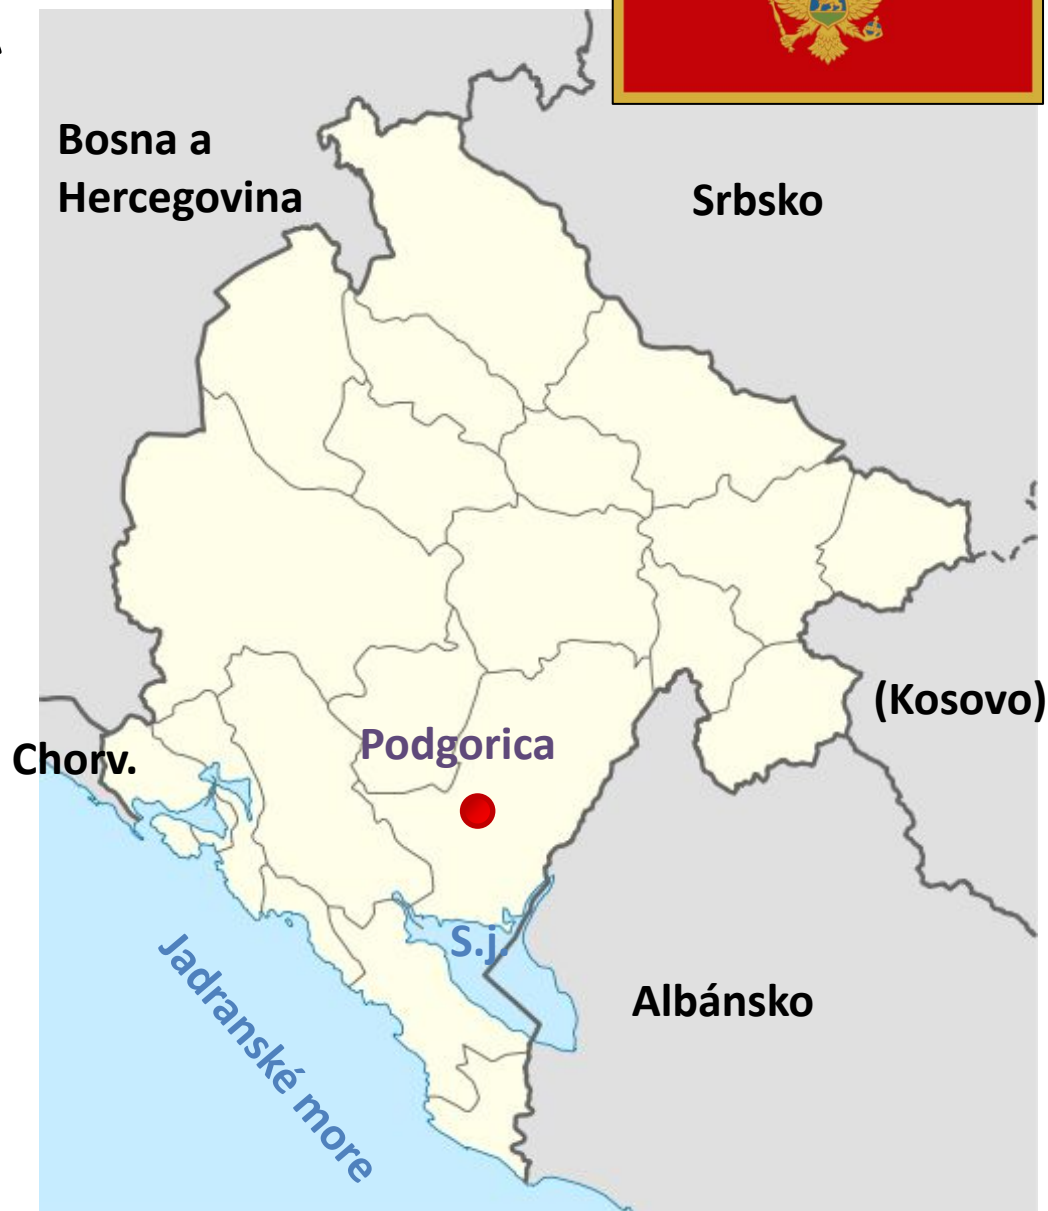 Bosna a
Hercegovina
Srbsko
(Kosovo)
Podgorica
Chorv.
S.j.
Albánsko
Jadranské more